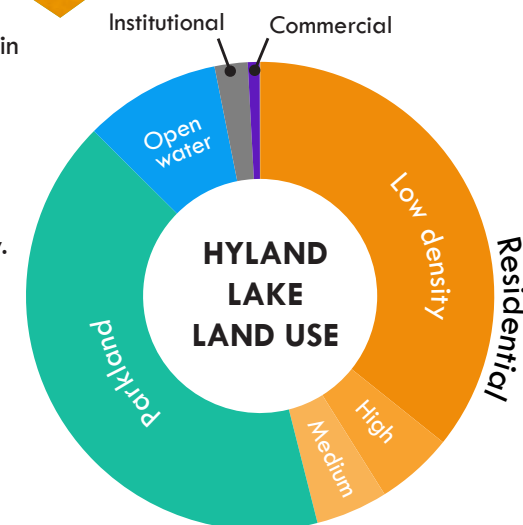 in
y.
Institutional
Commercial
Open
water
Low density
Residential
High
Medium
Parkland
HYLAND
LAKE
LAND USE